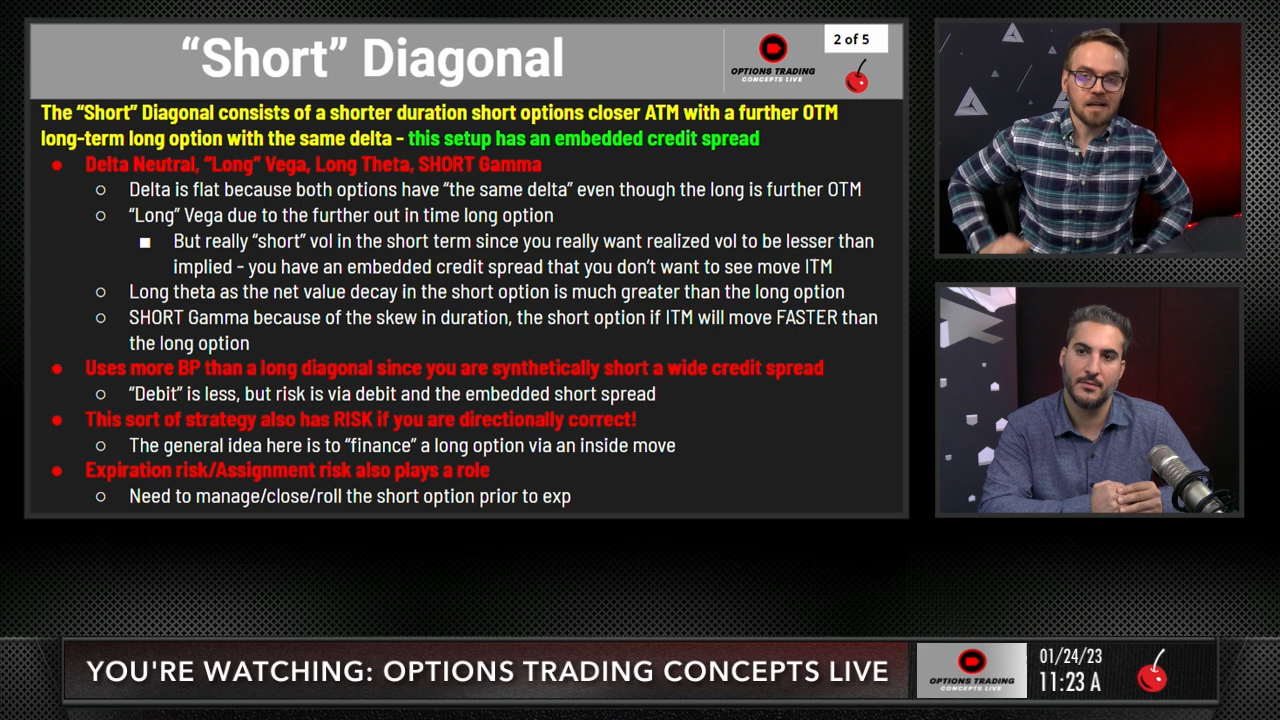 “Short” Diagonal
OPTIONS TRADING
CONCEPTS LIVE
2 of 5
The “Short” Diagonal consists of a shorter duration short options closer ATM with a further OTM
long-term long option with the same delta - this setup has an embedded credit spread
● Delta Neutral, “Long” Vega, Long Theta, SHORT Gamma
○ Delta is flat because both options have “the same delta” even though the long is further OTM
○ “Long” Vega due to the further out in time long option
■ But really “short” vol in the short term since you really want realized vol to be lesser than
implied - you have an embedded credit spread that you don’t want to see move ITM
○ Long theta as the net value decay in the short option is much greater than the long option
○ SHORT Gamma because of the skew in duration, the short option if ITM will move FASTER than
the long option
● Uses more BP than a long diagonal since you are synthetically short a wide credit spread
○ “Debit” is less, but risk is via debit and the embedded short spread
● This sort of strategy also has RISK if you are directionally correct!
○ The general idea here is to “finance” a long option via an inside move
● Expiration risk/Assignment risk also plays a role
○ Need to manage/close/roll the short option prior to exp
YOU'RE WATCHING: OPTIONS TRADING CONCEPTS LIVE
OPTIONS TRADING
CONCEPTS LIVE
01/24/23
11:23 A